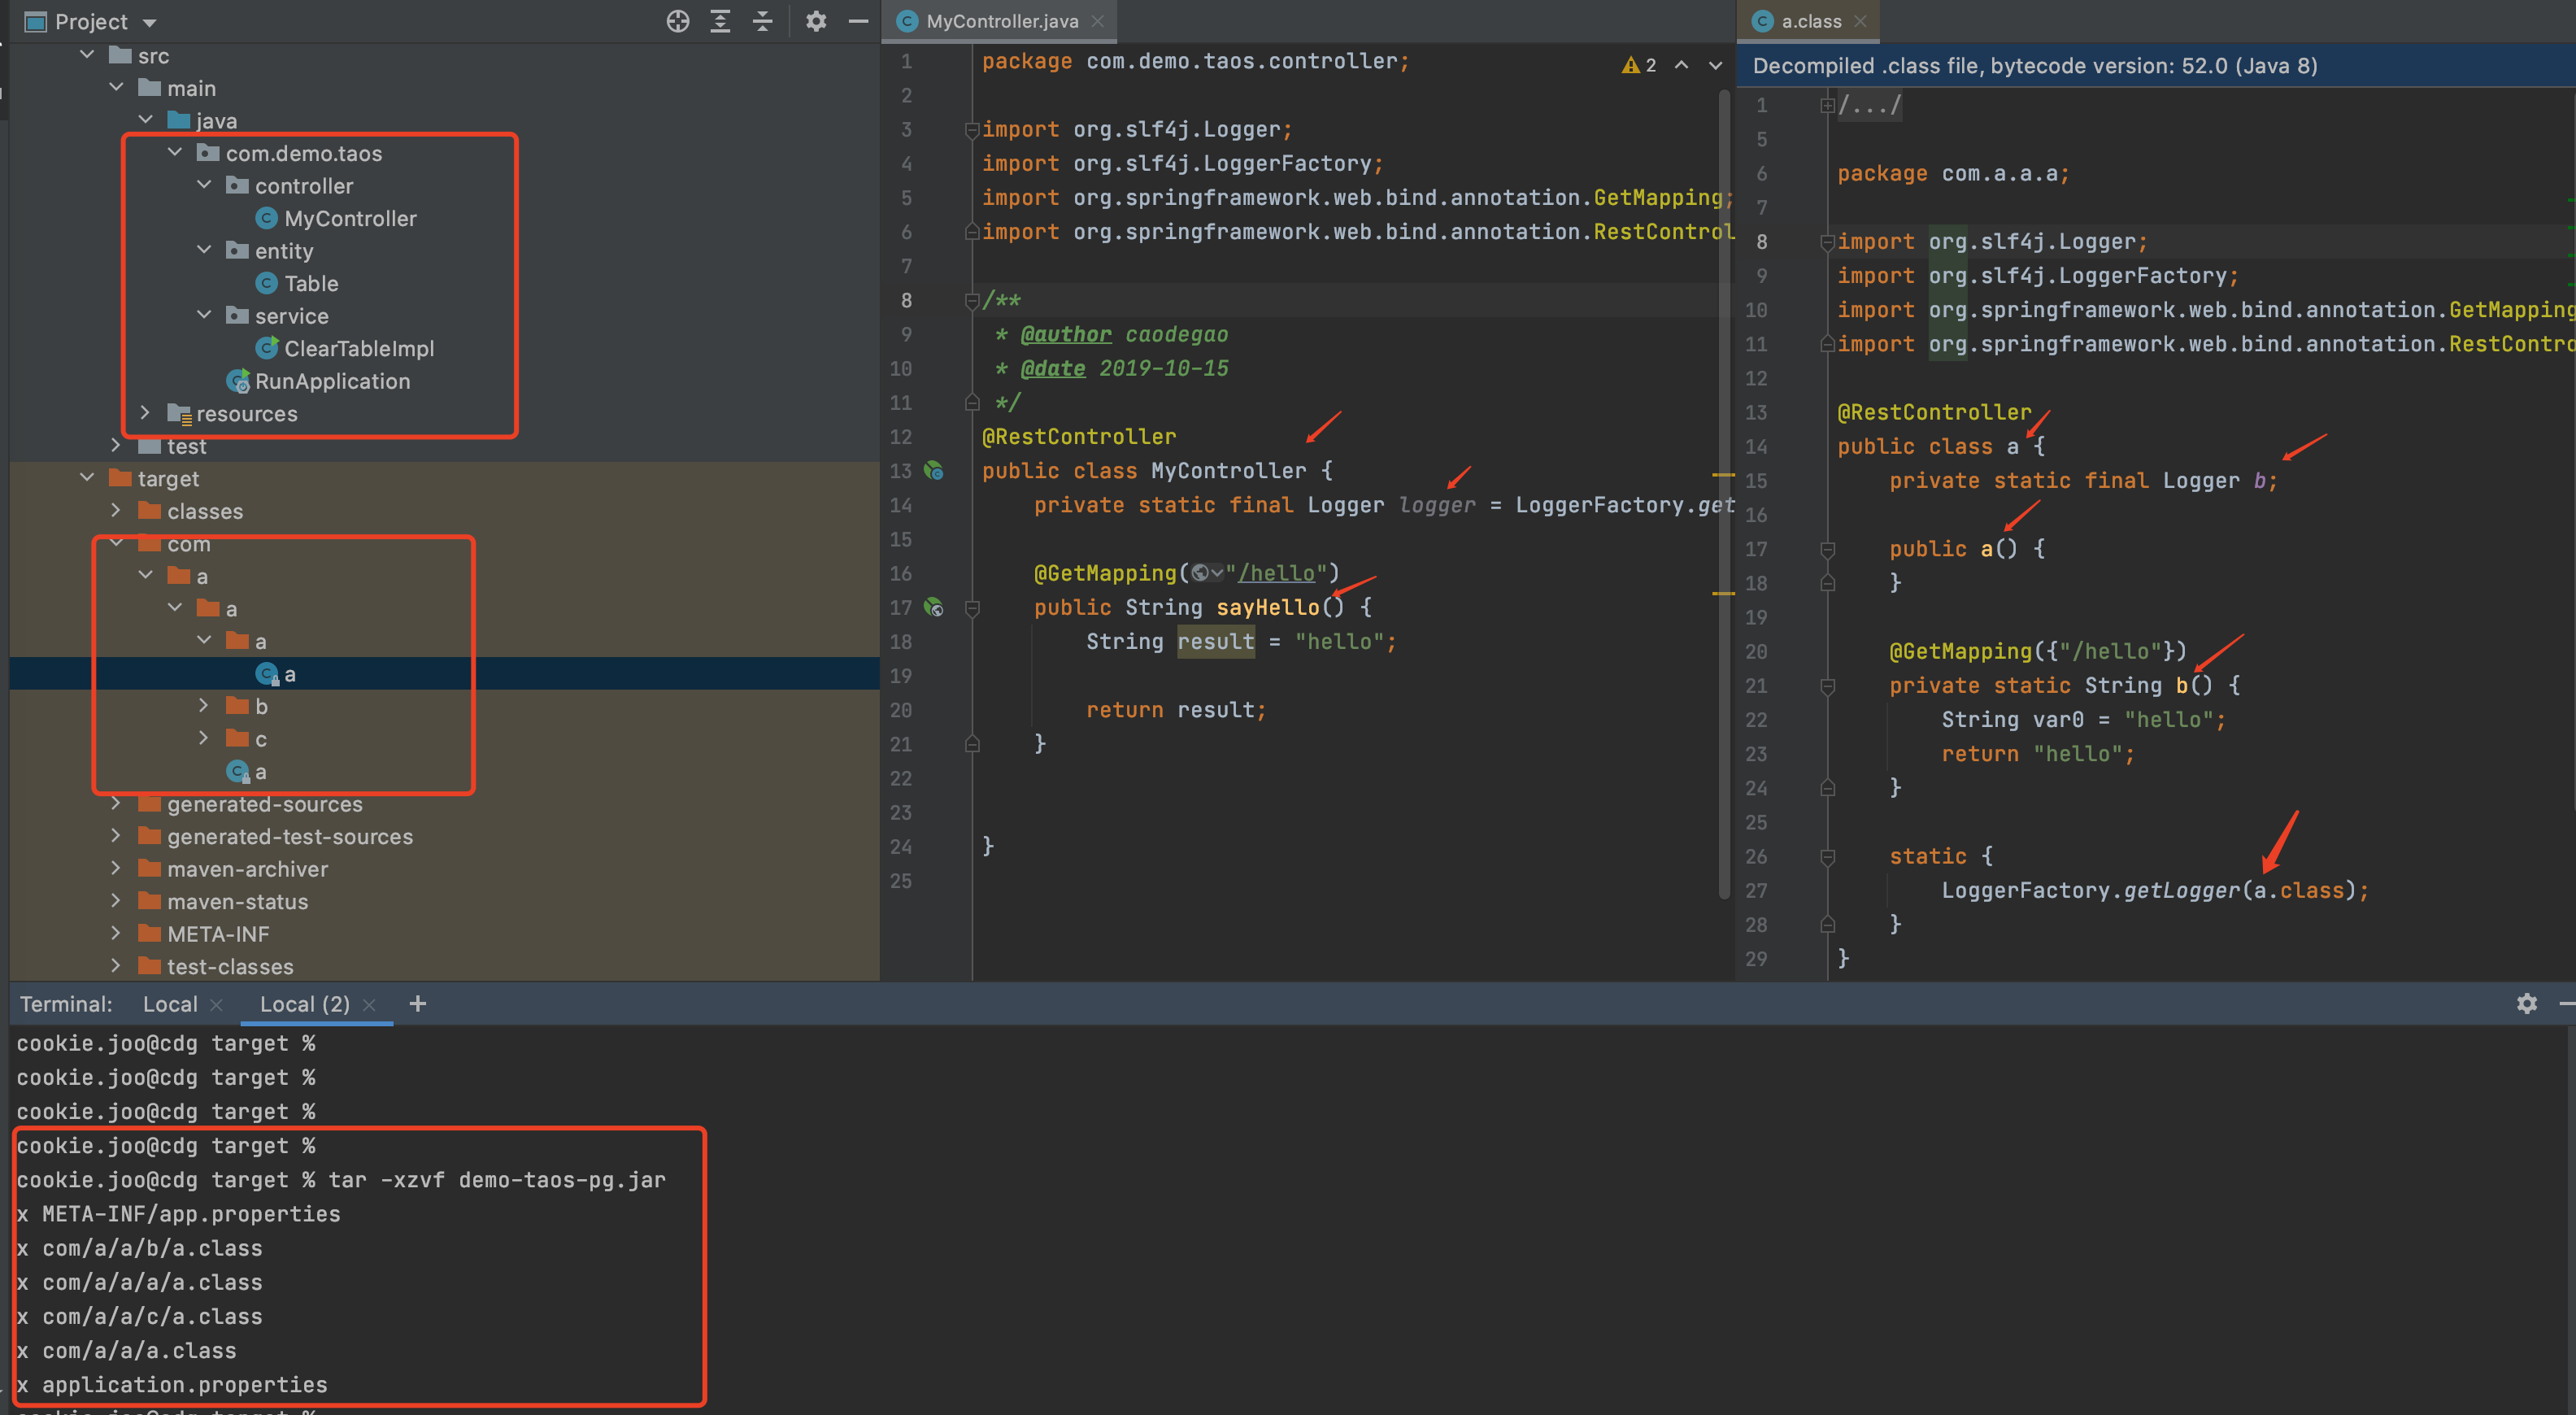 Project
src
main
java
com.demo.taos
controller
MyController
entity
Table
service
ClearTableImpl
RunApplication
resources
test
target
classes
com
a
a
a
a
b
c
a
generated-sources
generated-test-sources
maven-archiver
maven-status
META-INF
test-classes
MyController.java
2
1 package com.demo.taos.controller;
2
3 import org.slf4j.Logger;
4 import org.slf4j.LoggerFactory;
5 import org.springframework.web.bind.annotation.GetMapping;
6 import org.springframework.web.bind.annotation.RestControl
7
8 /**
9 * @author caodegao
10 * @date 2019-10-15
11 */
12 @RestController
13 public class MyController {
14 private static final Logger logger = LoggerFactory.get
15
16 @GetMapping("/hello")
17 public String sayHello() {
18 String result = "hello";
19
20 return result;
21 }
22
23
24 }
25
a.class
Decompiled .class file, bytecode version: 52.0 (Java 8)
1 /.../
5
6 package com.a.a.a;
7
8 import org.slf4j.Logger;
9 import org.slf4j.LoggerFactory;
10 import org.springframework.web.bind.annotation.GetMapping
11 import org.springframework.web.bind.annotation.RestContro
12
13 @RestController
14 public class a {
15 private static final Logger b;
16
17 public a() {
18 }
19
20 @GetMapping({"/hello"})
21 private static String b() {
22 String var0 = "hello";
23 return "hello";
24 }
25
26 static {
27 LoggerFactory.getLogger(a.class);
28 }
29 }
Terminal: Local Local (2) +
cookie.joo@cdg target %
cookie.joo@cdg target %
cookie.joo@cdg target %
cookie.joo@cdg target %
cookie.joo@cdg target % tar -xzvf demo-taos-pg.jar
x META-INF/app.properties
x com/a/a/b/a.class
x com/a/a/a/a.class
x com/a/a/c/a.class
x com/a/a/a.class
x application.properties
cookie.joo@cdg target %